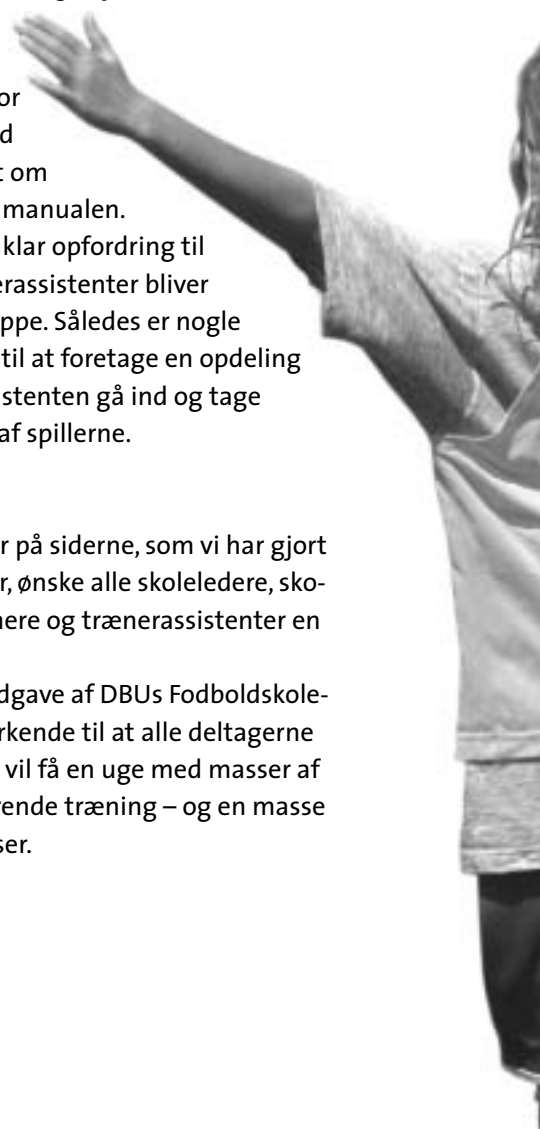 or
d
t om
manualen.
klar opfordring til
erassistenter bliver
ppe. Således er nogle
til at foretage en opdeling
stenten gå ind og tage
af spillerne.
r på siderne, som vi har gjort
r, ønske alle skoleledere, sko-
nere og trænerassistenter en
dgave af DBUs Fodboldskole-
rkende til at alle deltagerne
vil få en uge med masser af
rende træning – og en masse
ser.